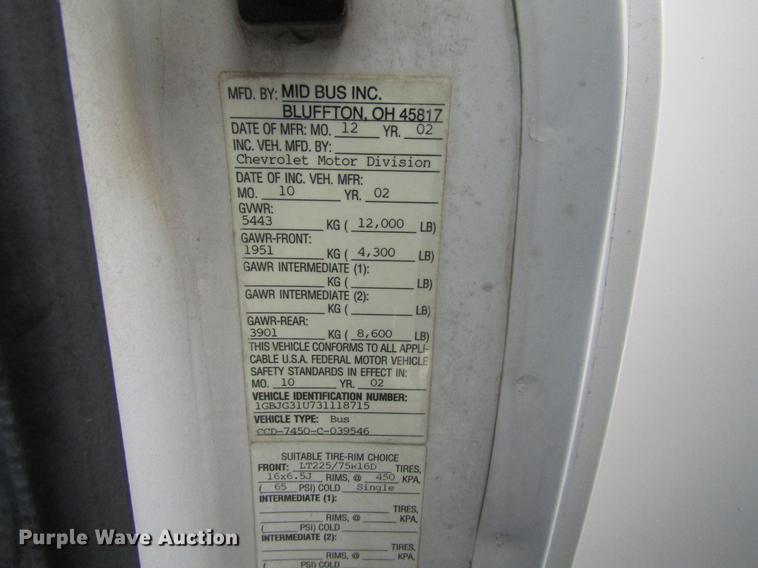 MFD. BY: MID BUS INC.
BLUFFTON, OH 45817
DATE OF MFR: MO. 12 YR. 02
INC. VEH. MFD. BY:
Chevrolet Motor Division
DATE OF INC. VEH. MFR:
MO. 10 YR. 02
GVWR:
5443 KG ( 12,000 LB)
GAWR-FRONT:
1951 KG ( 4,300 LB)
GAWR INTERMEDIATE (1):
KG ( LB)
GAWR INTERMEDIATE (2):
KG ( LB)
GAWR-REAR:
3901 KG ( 8,600 LB)
THIS VEHICLE CONFORMS TO ALL APPLI-
CABLE U.S.A. FEDERAL MOTOR VEHICLE
SAFETY STANDARDS IN EFFECT IN:
MO. 10 YR. 02
VEHICLE IDENTIFICATION NUMBER:
1GBJG31U731118715
VEHICLE TYPE: Bus
CCD-7450-C-039546
SUITABLE TIRE-RIM CHOICE
FRONT: LT225/75R16D TIRES,
16x6.5J RIMS, @ 450 KPA,
( 65 PSI) COLD Single
INTERMEDIATE (1):
TIRES,
RIMS, @ KPA,
( PSI) COLD
INTERMEDIATE (2):
TIRES,
RIMS, @ KPA,
( PSI) COLD
Purple Wave Auction